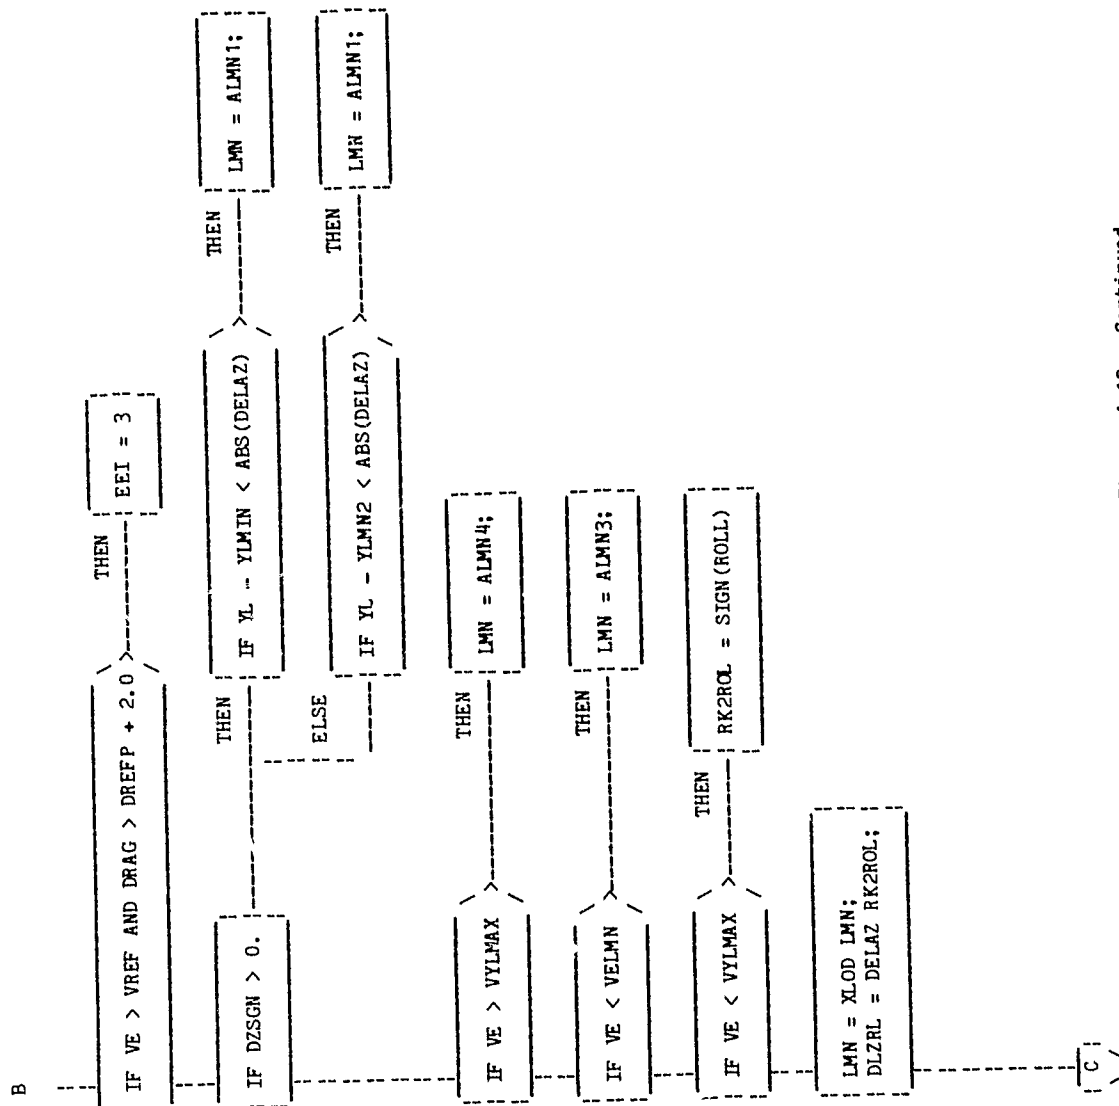 B
IF VE > VREF AND DRAG > DREFP + 2.0
THEN
EEI = 3
IF DZSGN > 0.
THEN
IF YL - YLMIN < ABS(DELAZ)
THEN
LMN = ALMN1;
ELSE
IF YL - YLMN2 < ABS(DELAZ)
THEN
LMN = ALMN1;
IF VE > VYLMAX
THEN
LMN = ALMN4;
IF VE < VELMN
THEN
LMN = ALMN3;
IF VE < VYLMAX
THEN
RK2ROL = SIGN(ROLL)
LMN = XLOD LMN;
DLZRL = DELAZ RK2ROL;
C